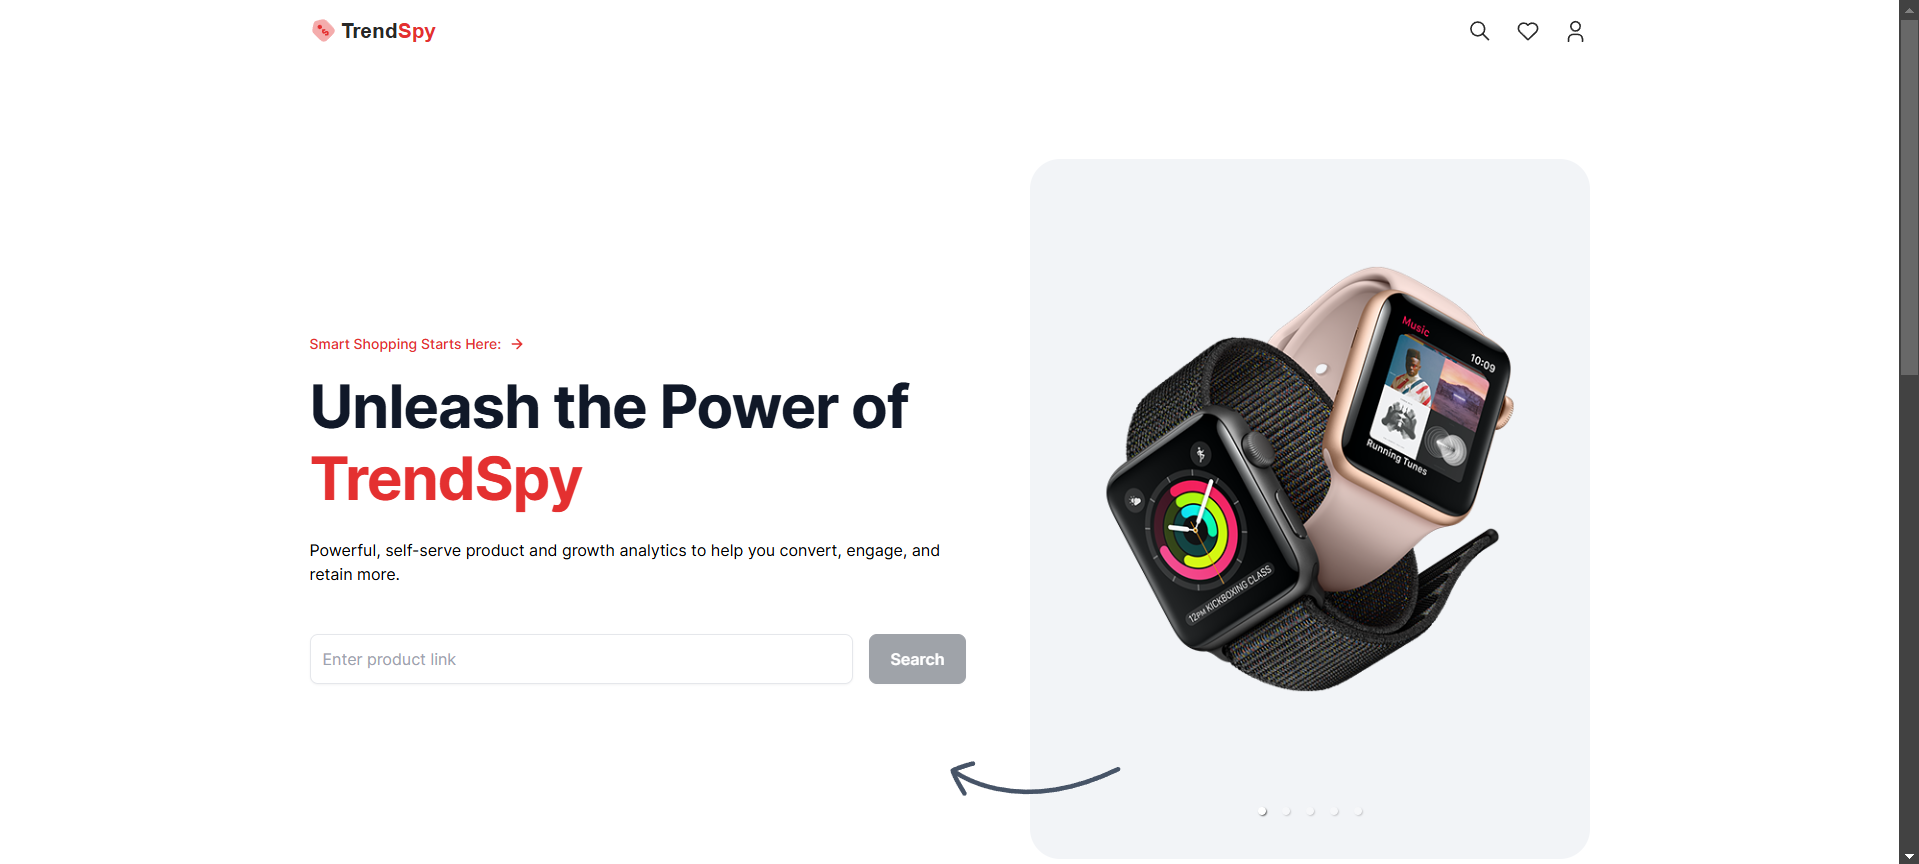 TrendSpy
Smart Shopping Starts Here:
Unleash the Power of
TrendSpy
Powerful, self-serve product and growth analytics to help you convert, engage, and
retain more.
Enter product link
Search
Music
10:09
Running Tunes
12PM KICKBOXING CLASS